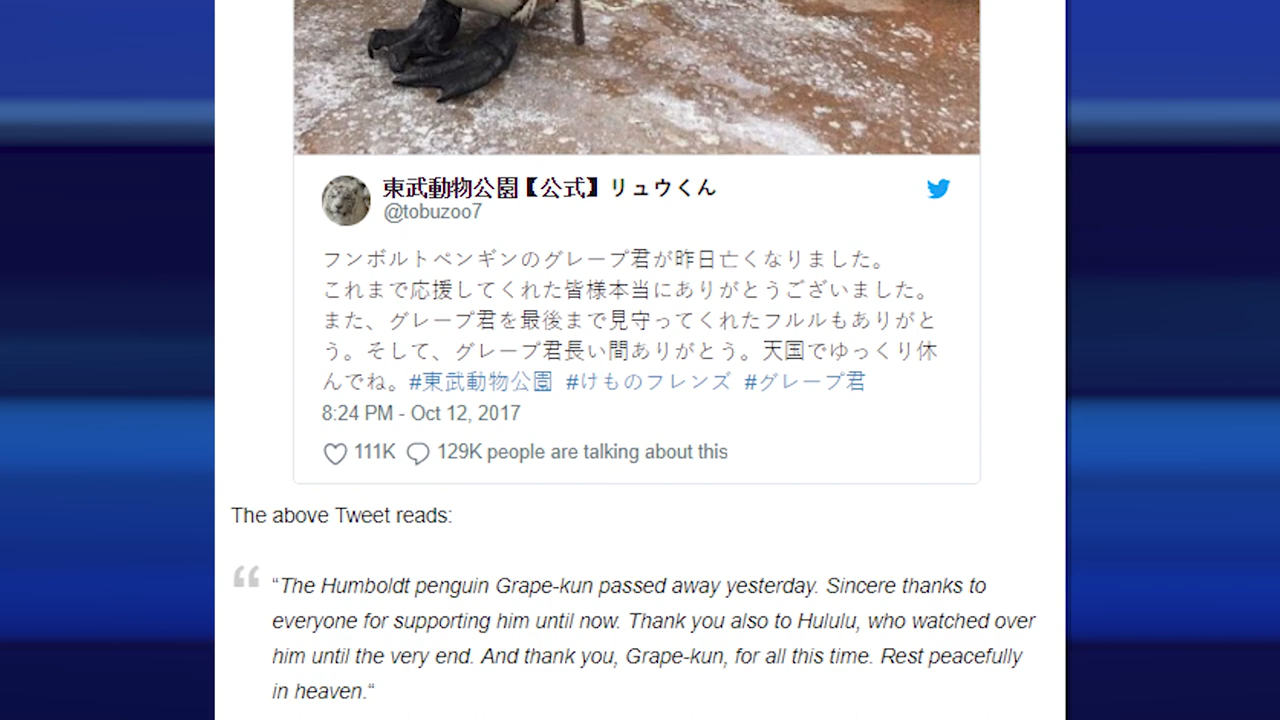 東武動物公園【公式】リュウくん
@tobuzoo7
フンボルトペンギンのグレープ君が昨日亡くなりました。
これまで応援してくれた皆様本当にありがとうございました。
また、グレープ君を最後まで見守ってくれたフルルもありがと
う。そして、グレープ君長い間ありがとう。天国でゆっくり休
んでね。#東武動物公園 #けものフレンズ #グレープ君
8:24 PM - Oct 12, 2017
111K 129K people are talking about this
The above Tweet reads:
“The Humboldt penguin Grape-kun passed away yesterday. Sincere thanks to
everyone for supporting him until now. Thank you also to Hululu, who watched over
him until the very end. And thank you, Grape-kun, for all this time. Rest peacefully
in heaven.“